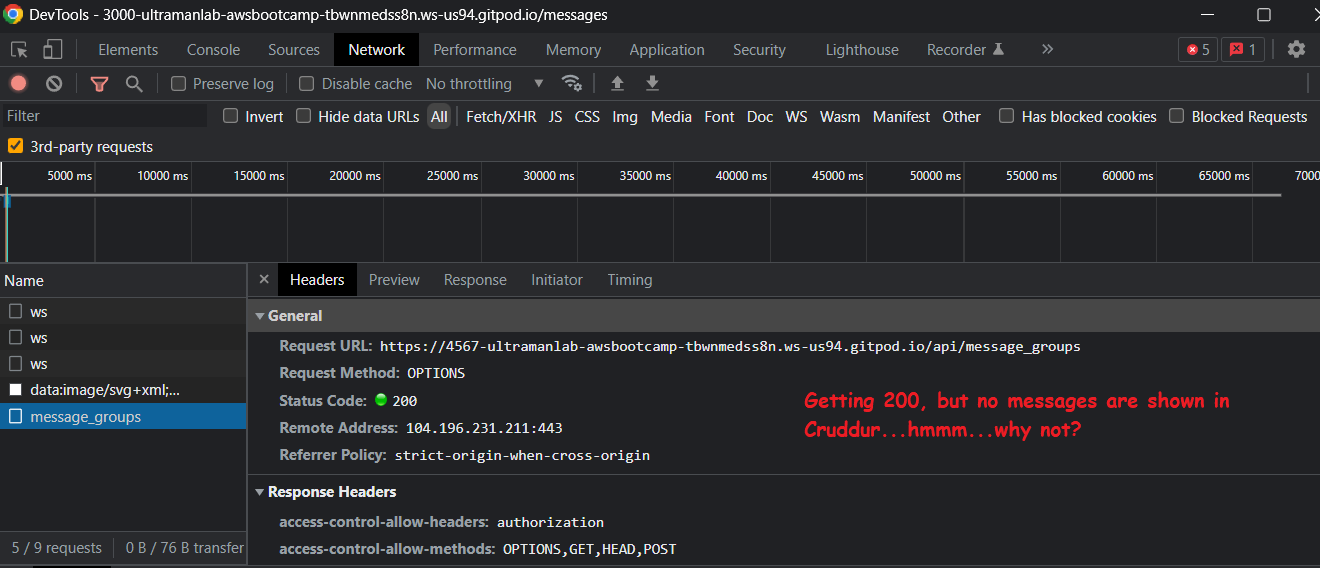 DevTools - 3000-ultramanlab-awsbootcamp-tbwnmedss8n.ws-us94.gitpod.io/messages
Elements Console Sources Network Performance Memory Application Security Lighthouse Recorder » 5 1
Preserve log Disable cache No throttling
Filter Invert Hide data URLs All Fetch/XHR JS CSS Img Media Font Doc WS Wasm Manifest Other Has blocked cookies Blocked Requests
3rd-party requests
5000 ms 10000 ms 15000 ms 20000 ms 25000 ms 30000 ms 35000 ms 40000 ms 45000 ms 50000 ms 55000 ms 60000 ms 65000 ms 7000
Name
ws
ws
ws
data:image/svg+xml;...
message_groups
5 / 9 requests 0 B / 76 B transfer
× Headers Preview Response Initiator Timing
General
Request URL: https://4567-ultramanlab-awsbootcamp-tbwnmedss8n.ws-us94.gitpod.io/api/message_groups
Request Method: OPTIONS
Status Code: 200
Remote Address: 104.196.231.211:443
Referrer Policy: strict-origin-when-cross-origin
Getting 200, but no messages are shown in
Cruddur...hmmm...why not?
Response Headers
access-control-allow-headers: authorization
access-control-allow-methods: OPTIONS,GET,HEAD,POST